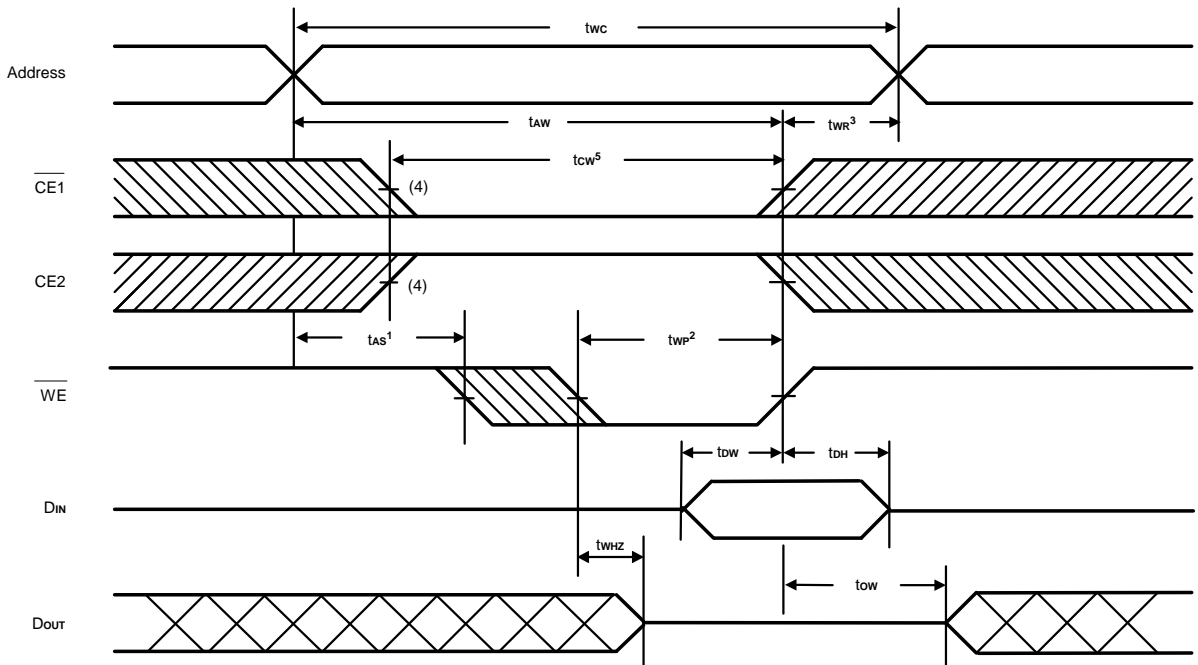 tWC
Address
tAW
tWR3
tCW5
CE1
(4)
CE2
(4)
tAS1
tWP2
WE
tDW
tDH
DIN
tWHZ
tOW
DOUT